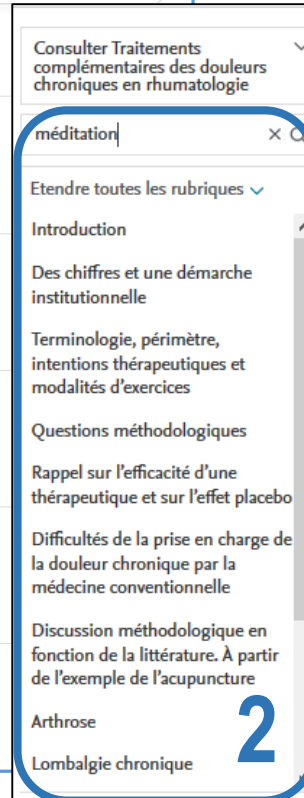 Consulter Traitements
complémentaires des douleurs
chroniques en rhumatologie
méditation
Etendre toutes les rubriques
Introduction
Des chiffres et une démarche
institutionnelle
Terminologie, périmètre,
intentions thérapeutiques et
modalités d'exercices
Questions méthodologiques
Rappel sur l'efficacité d'une
thérapeutique et sur l'effet placebo
Difficultés de la prise en charge de
la douleur chronique par la
médecine conventionnelle
Discussion méthodologique en
fonction de la littérature. À partir
de l'exemple de l'acupuncture
Arthrose
Lombalgie chronique
2